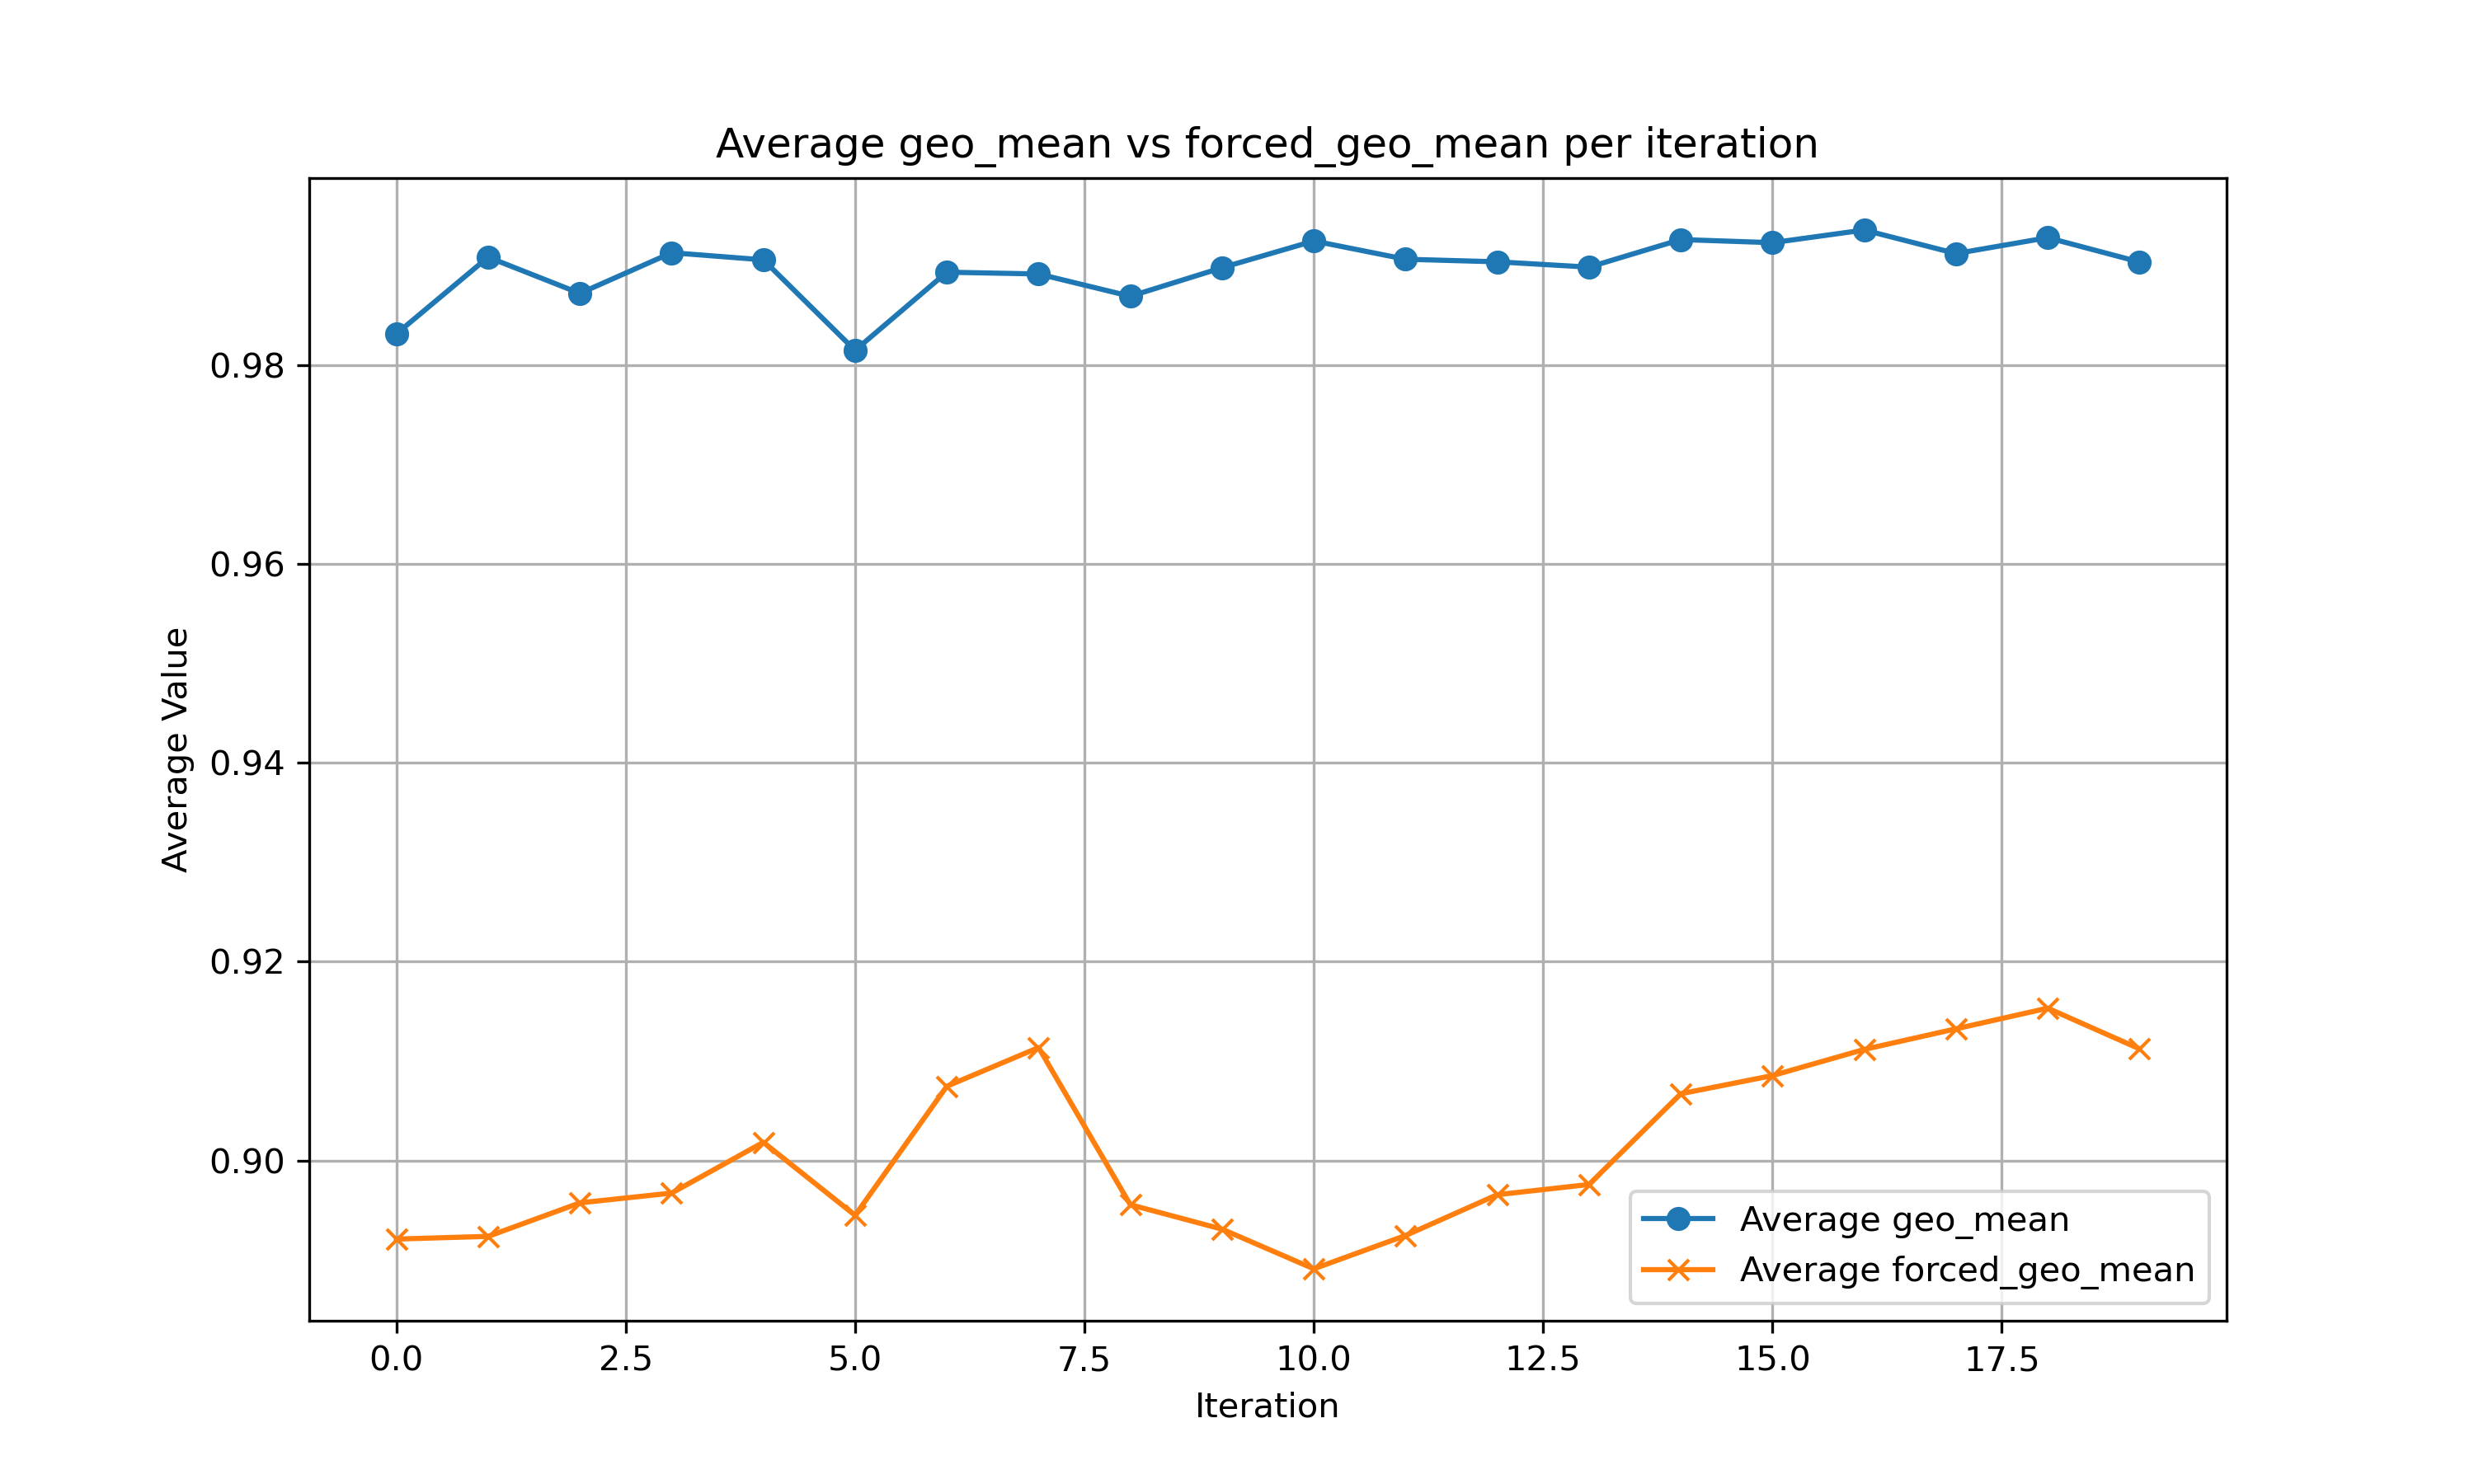 Average geo_mean vs forced_geo_mean per iteration
Average Value
0.98
0.96
0.94
0.92
0.90
Average geo_mean
Average forced_geo_mean
0.0 2.5 5.0 7.5 10.0 12.5 15.0 17.5
Iteration